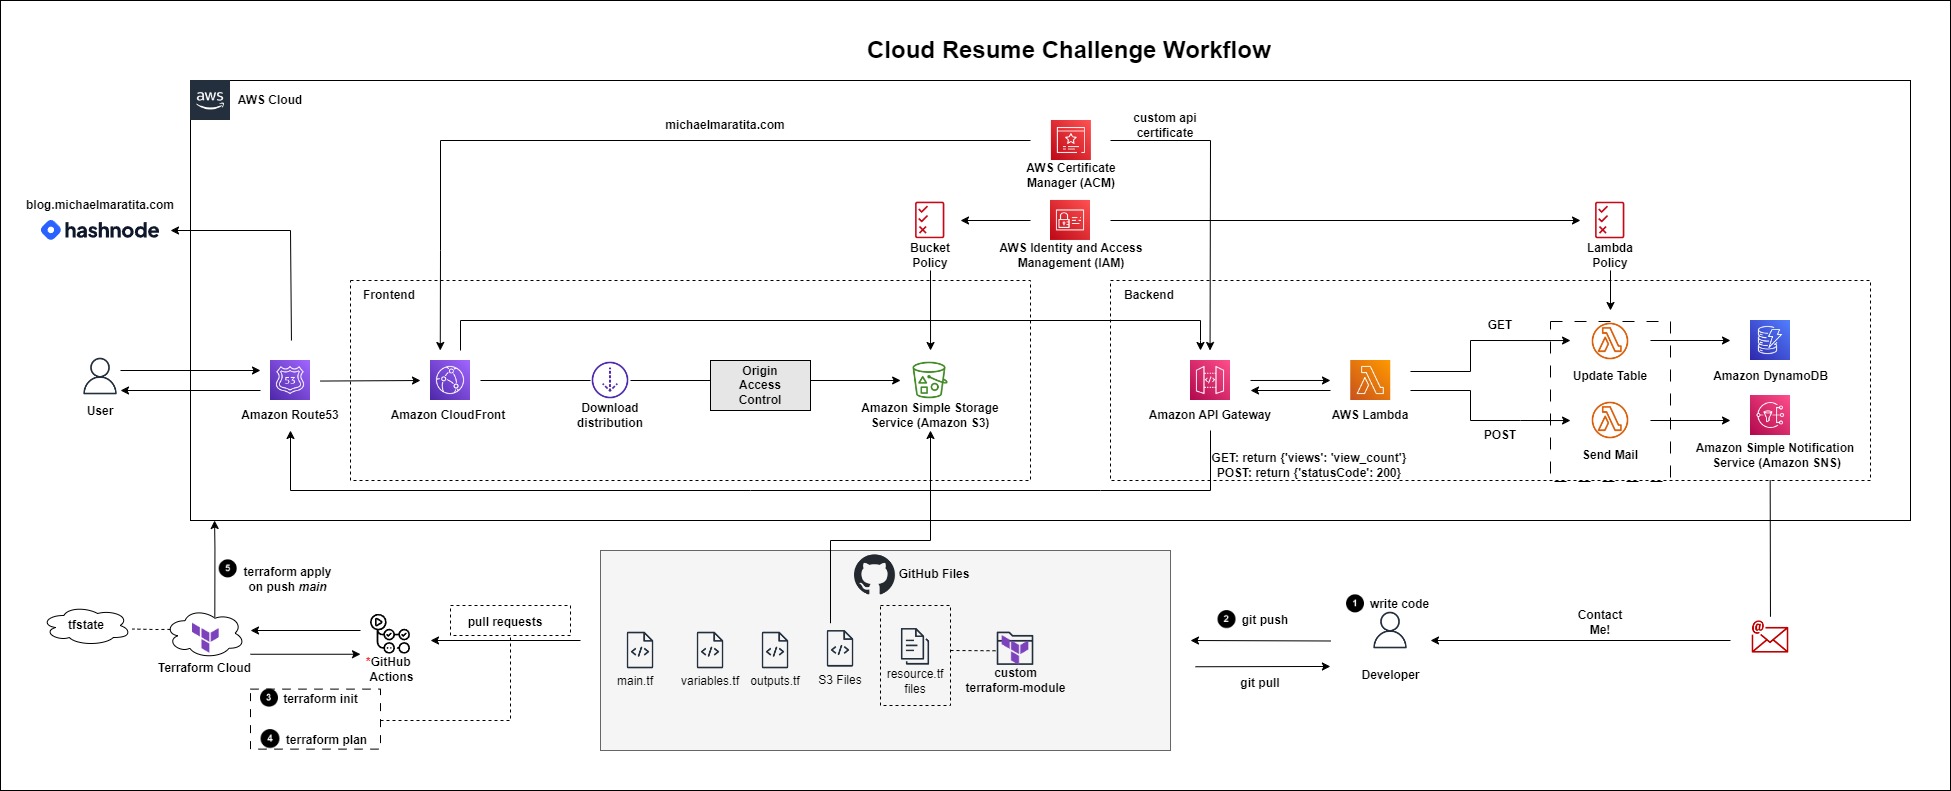 Cloud Resume Challenge Workflow
aws
AWS Cloud
michaelmaratita.com
custom api
certificate
AWS Certificate
Manager (ACM)
blog.michaelmaratita.com
hashnode
Bucket
Policy
AWS Identity and Access
Management (IAM)
Lambda
Policy
Frontend
Backend
User
53
Amazon Route53
Amazon CloudFront
Download
distribution
Origin
Access
Control
Amazon Simple Storage
Service (Amazon S3)
Amazon API Gateway
AWS Lambda
GET
POST
Update Table
Send Mail
Amazon DynamoDB
Amazon Simple Notification
Service (Amazon SNS)
GET: return {'views': 'view_count'}
POST: return {'statusCode': 200}
5 terraform apply
on push main
tfstate
Terraform Cloud
*GitHub
Actions
pull requests
3 terraform init
4 terraform plan
GitHub Files
main.tf
variables.tf
outputs.tf
S3 Files
resource.tf
files
custom
terraform-module
2 git push
git pull
1 write code
Developer
Contact
Me!
@